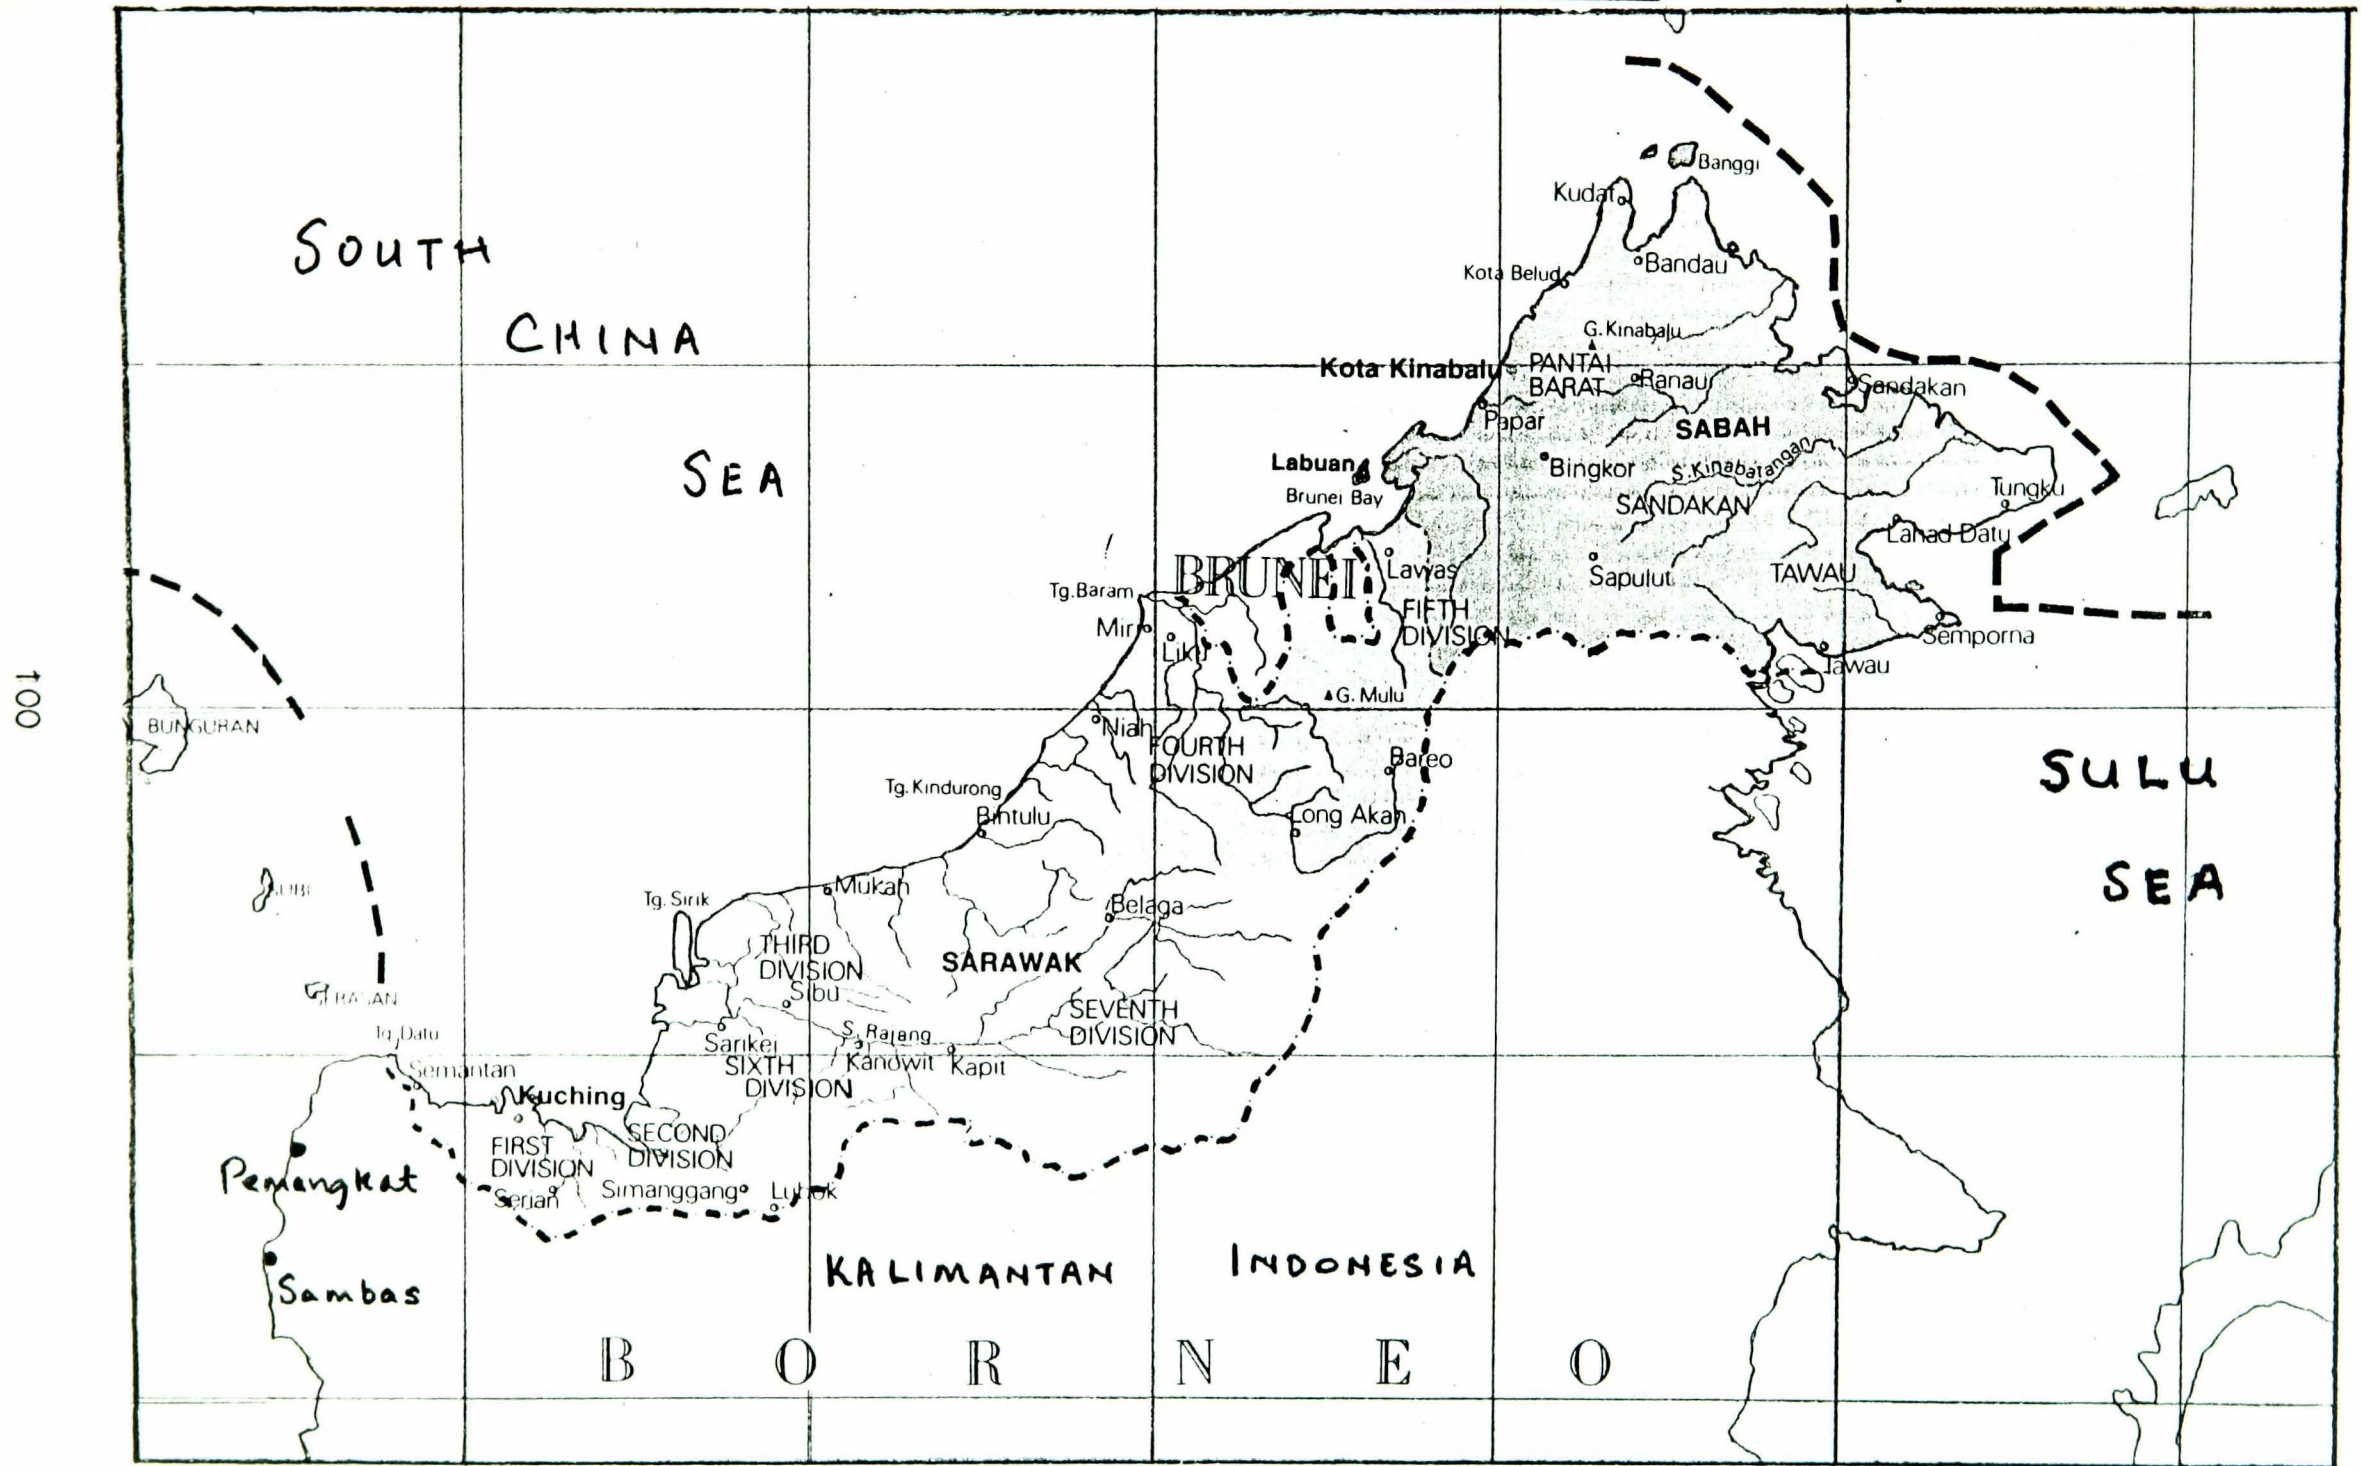 SOUTH
CHINA
SEA
Banggi
Kudat
Bandau
Kota Belud
G. Kinabalu
Kota Kinabalu
PANTAI
BARAT
Ranau
Sandakan
Papar
SABAH
Labuan
Bingkor
S. Kinabatangan
Brunei Bay
SANDAKAN
Tungku
Lahad Datu
BRUNEI
Lawas
Sapulut
TAWAU
Tg. Baram
FIFTH
DIVISION
Miri
Semporna
Tawau
G. Mulu
100
BUNGURAN
Niah
FOURTH
DIVISION
Bareo
SULU
SEA
Tg. Kindurong
Bintulu
Long Akah
Mukah
Tg. Sirik
Belaga
THIRD
DIVISION
SARAWAK
Sibu
SEVENTH
DIVISION
Tg. Datu
S. Rajang
Sarikei
Kanowit
Kapit
Semantan
SIXTH
DIVISION
Kuching
FIRST
DIVISION
SECOND
DIVISION
Pemangkat
Serian
Simanggang
Sambas
KALIMANTAN
INDONESIA
BORNEO